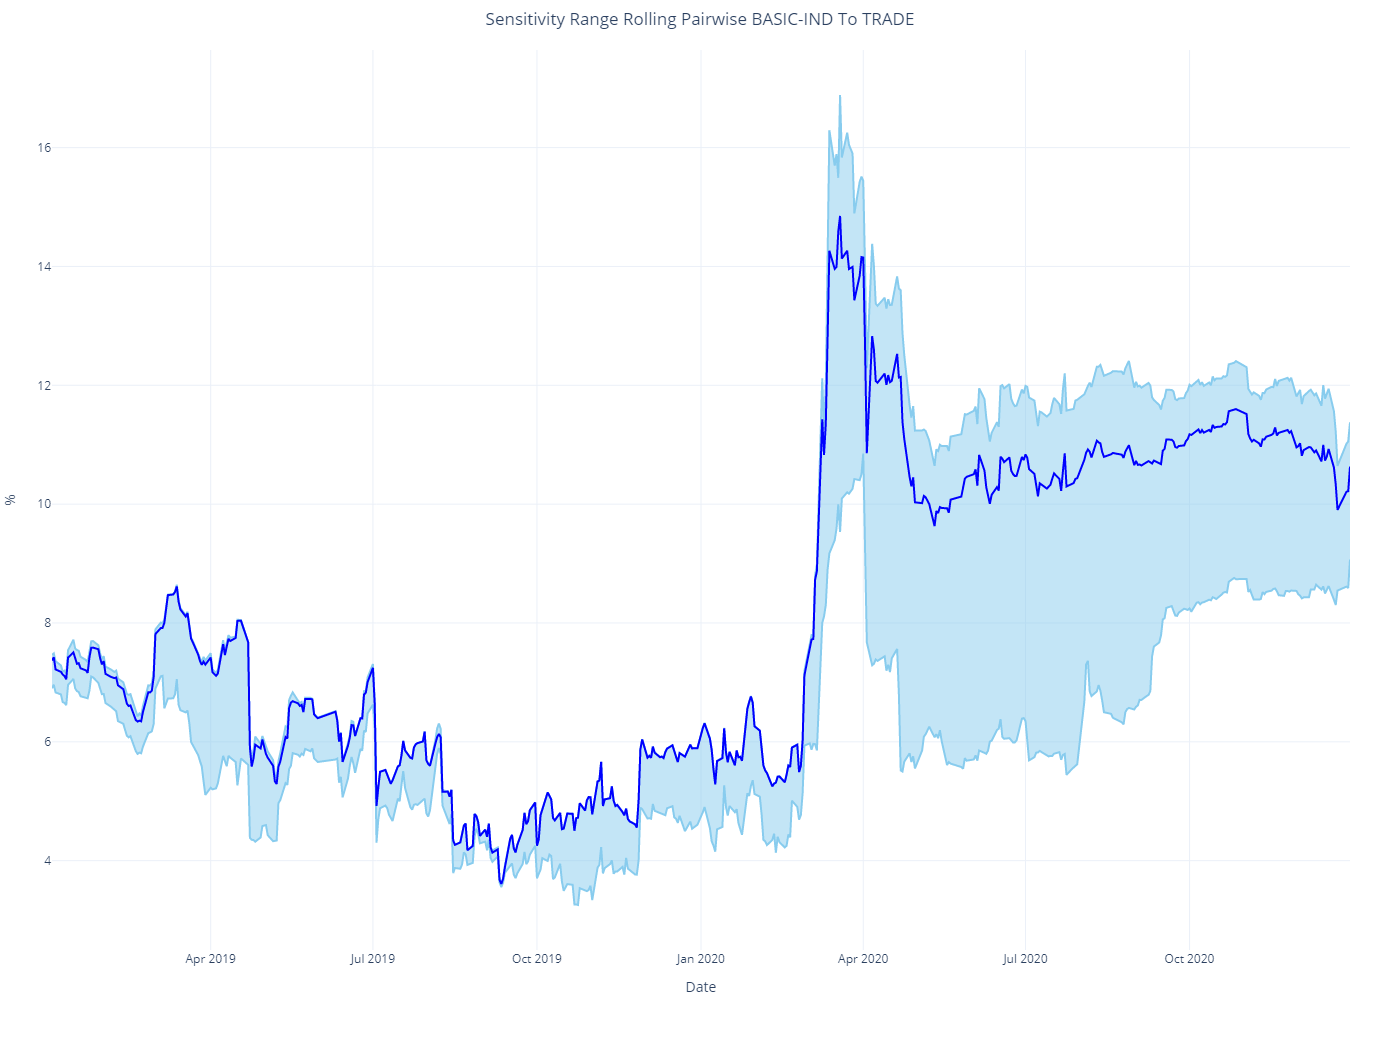 Sensitivity Range Rolling Pairwise BASIC-IND To TRADE
16
14
12
10
8
6
4
%
Apr 2019
Jul 2019
Oct 2019
Jan 2020
Apr 2020
Jul 2020
Oct 2020
Date